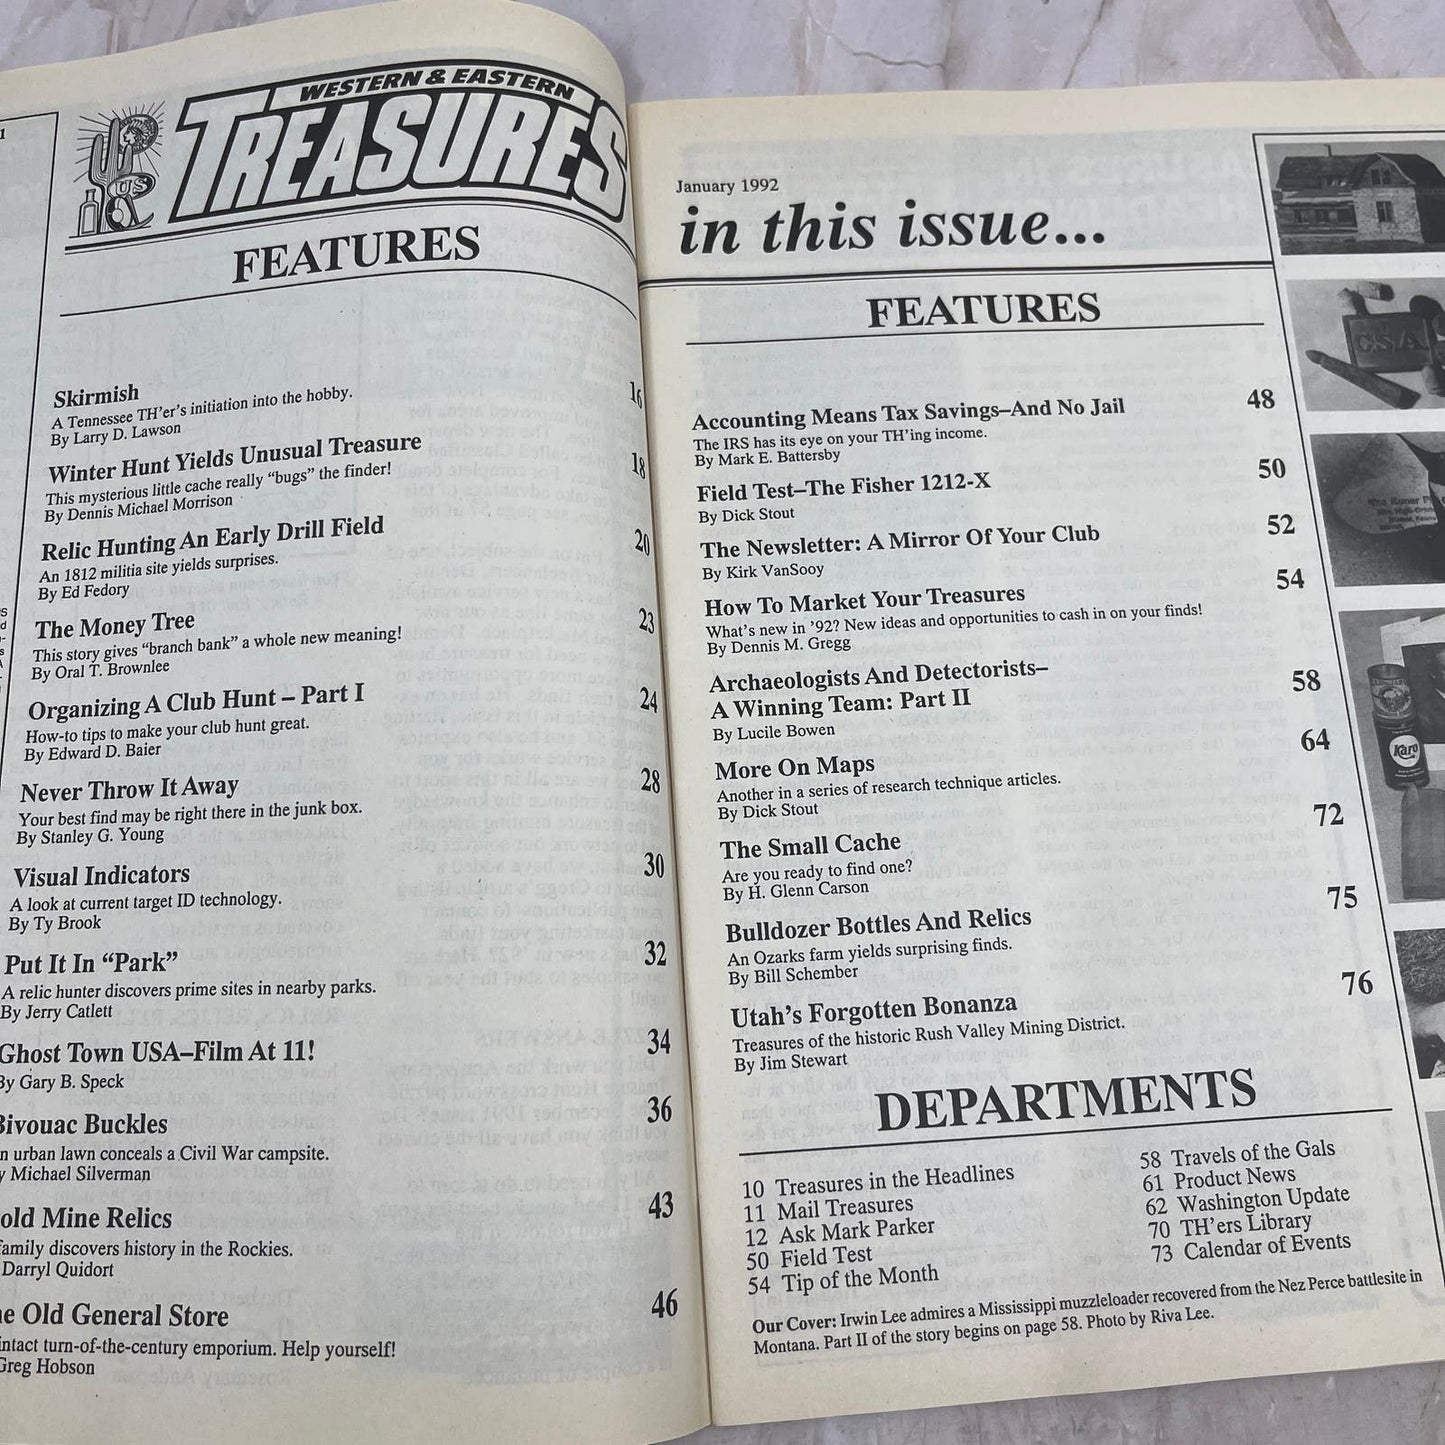 WESTERN & EASTERN
TREASURES
FEATURES
Skirmish 16
A Tennessee TH'er's initiation into the hobby.
By Larry D. Lawson
Winter Hunt Yields Unusual Treasure 18
This mysterious little cache really “bugs” the finder!
By Dennis Michael Morrison
Relic Hunting An Early Drill Field 20
An 1812 militia site yields surprises.
By Ed Fedory
The Money Tree 23
This story gives “branch bank” a whole new meaning!
By Oral T. Brownlee
Organizing A Club Hunt – Part I 24
How-to tips to make your club hunt great.
By Edward D. Baier
Never Throw It Away 28
Your best find may be right there in the junk box.
By Stanley G. Young
Visual Indicators 30
A look at current target ID technology.
By Ty Brook
Put It In “Park” 32
A relic hunter discovers prime sites in nearby parks.
By Jerry Catlett
Ghost Town USA–Film At 11! 34
By Gary B. Speck
Bivouac Buckles 36
n urban lawn conceals a Civil War campsite.
y Michael Silverman
old Mine Relics 43
family discovers history in the Rockies.
Darryl Quidort
e Old General Store 46
intact turn-of-the-century emporium. Help yourself!
Greg Hobson
January 1992
in this issue...
FEATURES
Accounting Means Tax Savings–And No Jail 48
The IRS has its eye on your TH'ing income.
By Mark E. Battersby
Field Test–The Fisher 1212-X 50
By Dick Stout
The Newsletter: A Mirror Of Your Club 52
By Kirk VanSooy
How To Market Your Treasures 54
What's new in '92? New ideas and opportunities to cash in on your finds!
By Dennis M. Gregg
Archaeologists And Detectorists–
A Winning Team: Part II 58
By Lucile Bowen
More On Maps 64
Another in a series of research technique articles.
By Dick Stout
The Small Cache 72
Are you ready to find one?
By H. Glenn Carson
Bulldozer Bottles And Relics 75
An Ozarks farm yields surprising finds.
By Bill Schember
Utah's Forgotten Bonanza 76
Treasures of the historic Rush Valley Mining District.
By Jim Stewart
DEPARTMENTS
10 Treasures in the Headlines
11 Mail Treasures
12 Ask Mark Parker
50 Field Test
54 Tip of the Month
58 Travels of the Gals
61 Product News
62 Washington Update
70 TH'ers Library
73 Calendar of Events
Our Cover: Irwin Lee admires a Mississippi muzzleloader recovered from the Nez Perce battlesite in
Montana. Part II of the story begins on page 58. Photo by Riva Lee.
CSA
Karo
US